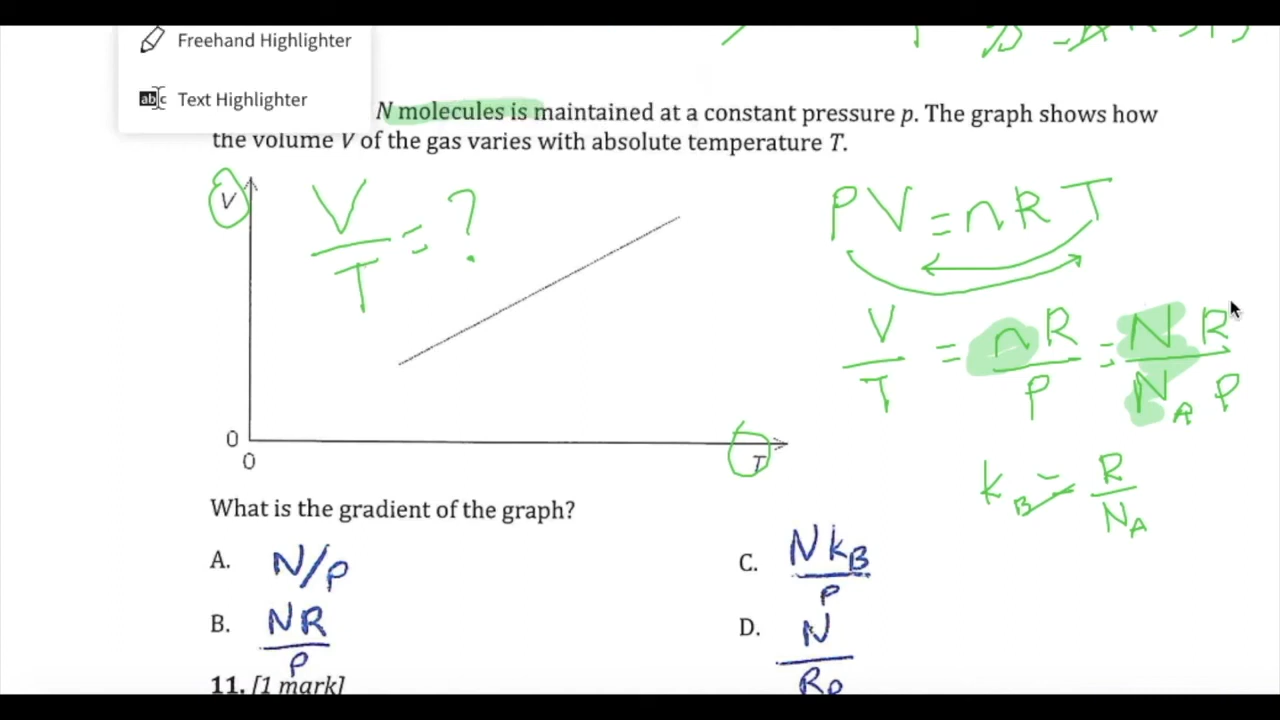 Freehand Highlighter
abc Text Highlighter
N molecules is maintained at a constant pressure p. The graph shows how
the volume V of the gas varies with absolute temperature T.
V
V/T = ?
PV = nRT
V/T = nR/P = N R/N_A P
k_B = R/N_A
0
0
T
What is the gradient of the graph?
A. N/P
B. NR/P
C. Nk_B/P
D. N/Rp
11. [1 mark]